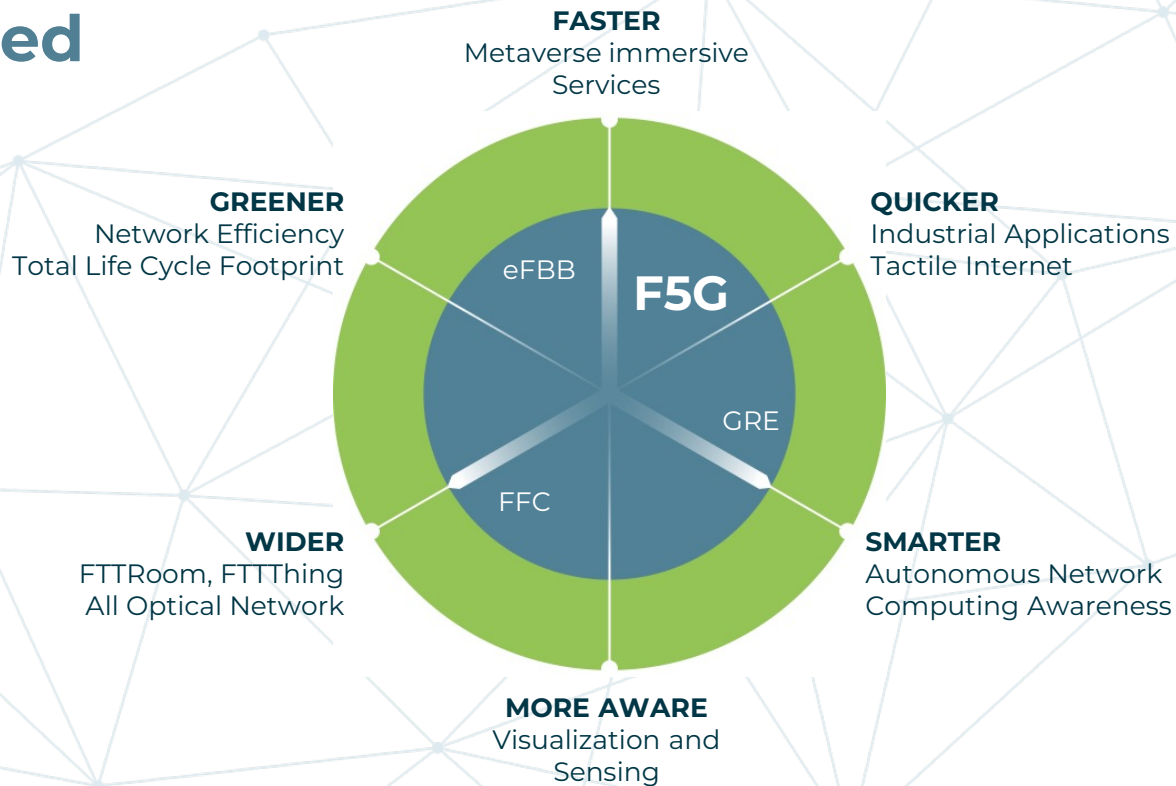 ed
FASTER
Metaverse immersive
Services
GREENER
Network Efficiency
Total Life Cycle Footprint
QUICKER
Industrial Applications
Tactile Internet
eFBB
F5G
GRE
FFC
WIDER
FTTRoom, FTTThing
All Optical Network
SMARTER
Autonomous Network
Computing Awareness
MORE AWARE
Visualization and
Sensing